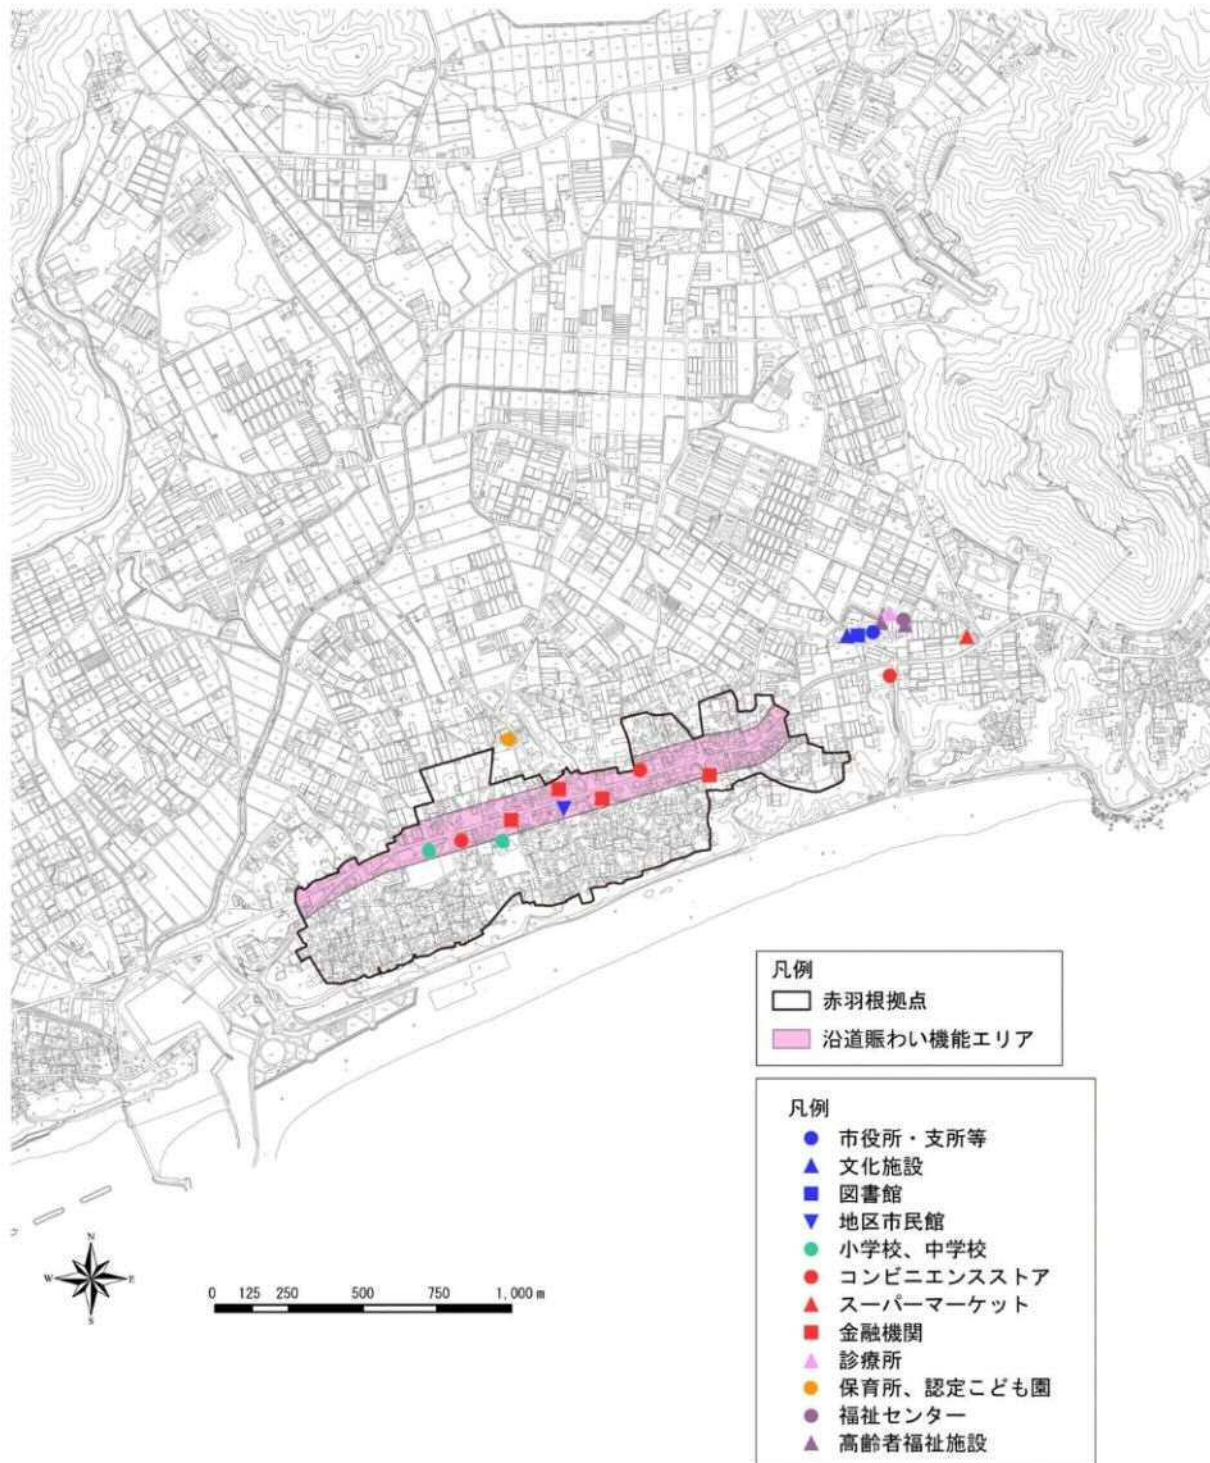 凡例
赤羽根拠点
沿道賑わい機能エリア
凡例
市役所・支所等
文化施設
図書館
地区市民館
小学校、中学校
コンビニエンスストア
スーパーマーケット
金融機関
診療所
保育所、認定こども園
福祉センター
高齢者福祉施設
ク
N
W E
S
0 125 250 500 750 1,000 m